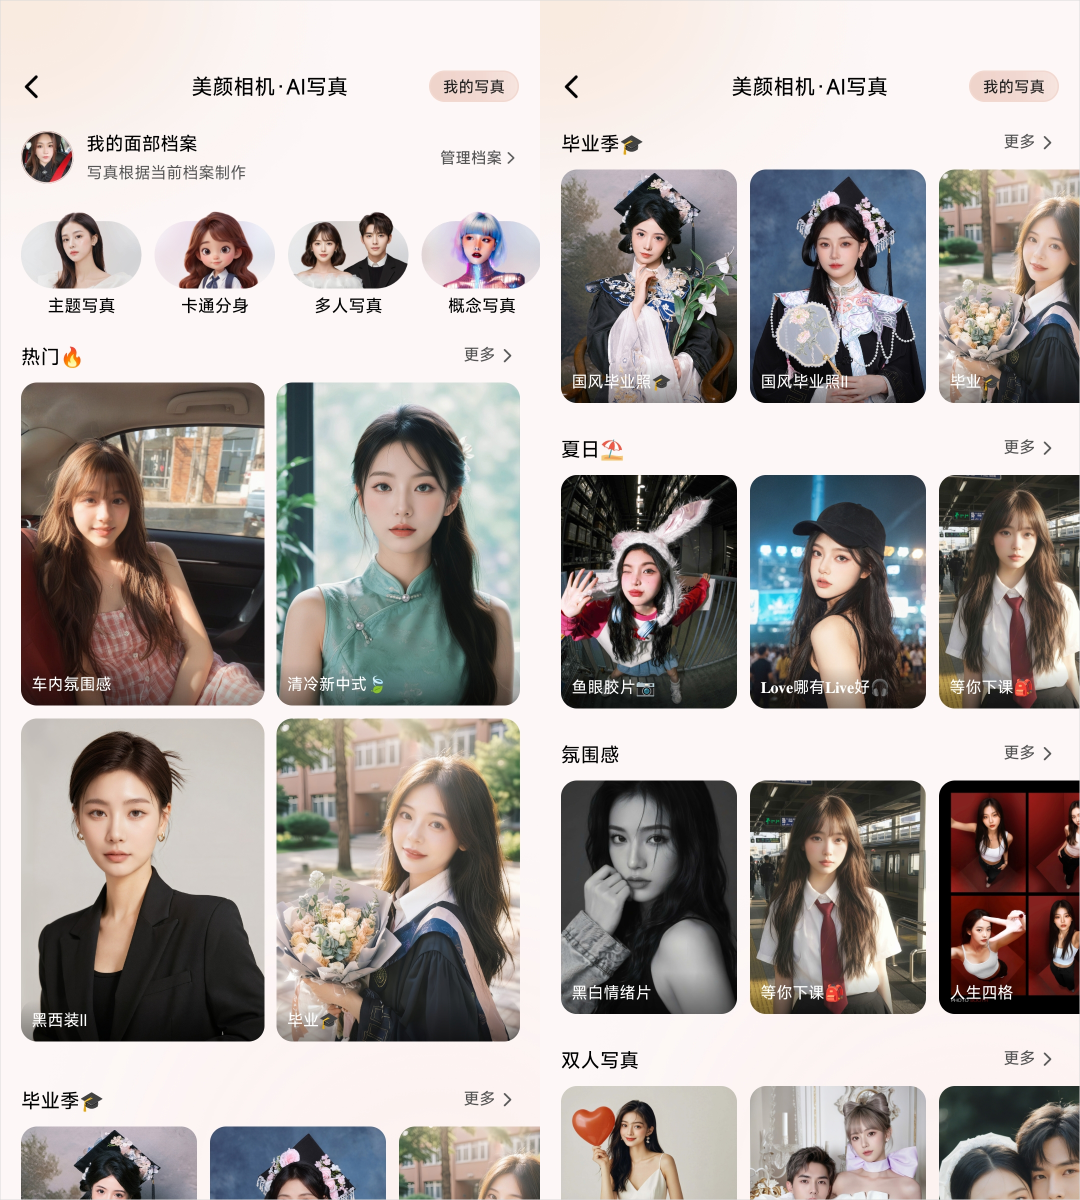 美颜相机·AI写真
我的写真
我的面部档案
写真根据当前档案制作
管理档案
主题写真
卡通分身
多人写真
概念写真
热门🔥
更多
车内氛围感
清冷新中式🍃
黑西装II
毕业🎓
毕业季🎓
更多
美颜相机·AI写真
我的写真
毕业季🎓
更多
国风毕业照🎓
国风毕业照II
毕业🎓
夏日⛱️
更多
鱼眼胶片📷
Love哪有Live好🎧
等你下课🎒
氛围感
更多
黑白情绪片
等你下课🎒
人生四格
双人写真
更多